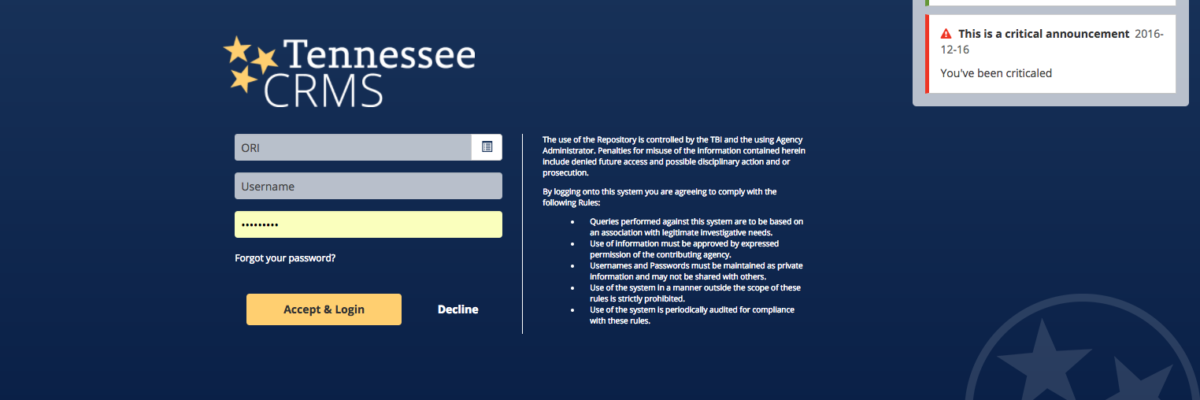 Tennessee
CRMS
ORI
Username
•••••••••
Forgot your password?
Accept & Login
Decline
The use of the Repository is controlled by the TBI and the using Agency
Administrator. Penalties for misuse of the information contained herein
include denied future access and possible disciplinary action and or
prosecution.
By logging onto this system you are agreeing to comply with the
following Rules:
• Queries performed against this system are to be based on
an association with legitimate investigative needs.
• Use of information must be approved by expressed
permission of the contributing agency.
• Usernames and Passwords must be maintained as private
information and may not be shared with others.
• Use of the system in a manner outside the scope of these
rules is strictly prohibited.
• Use of the system is periodically audited for compliance
with these rules.
This is a critical announcement 2016-
12-16
You've been criticaled